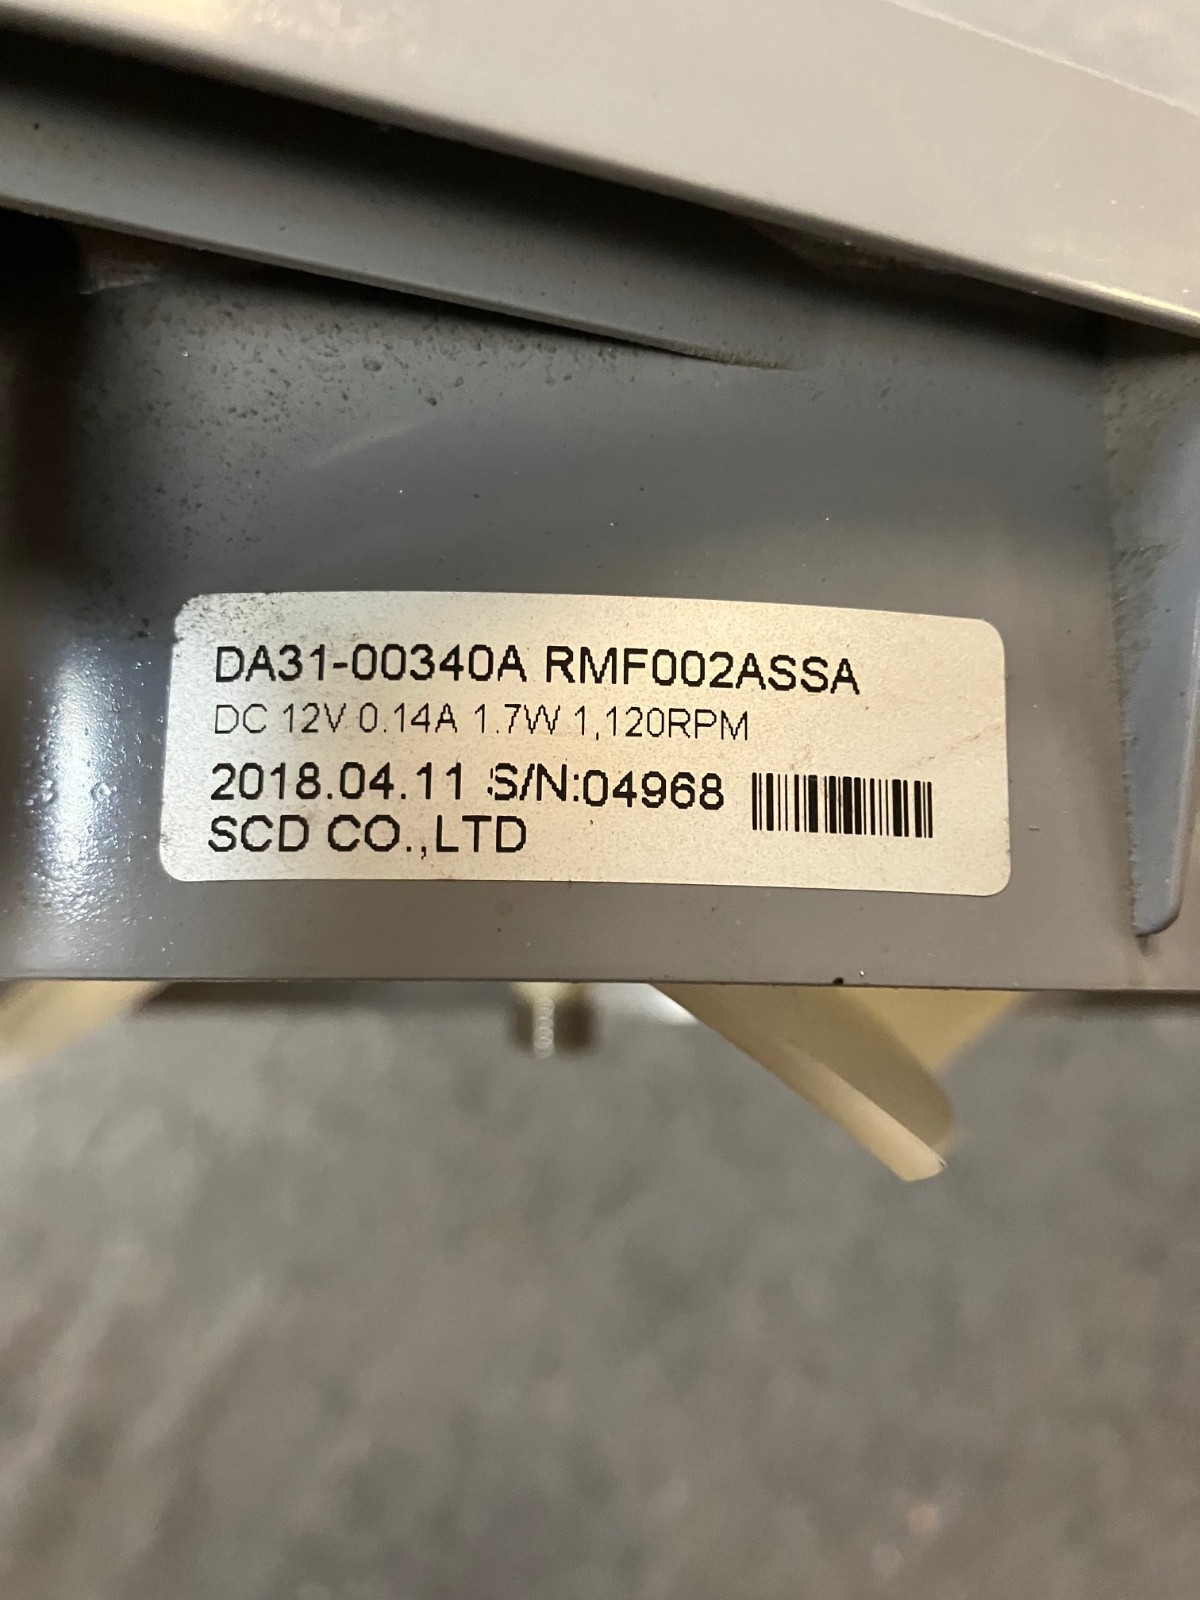 DA31-00340A RMF002ASSA
DC 12V 0.14A 1.7W 1,120RPM
2018.04.11 S/N:04968
SCD CO.,LTD